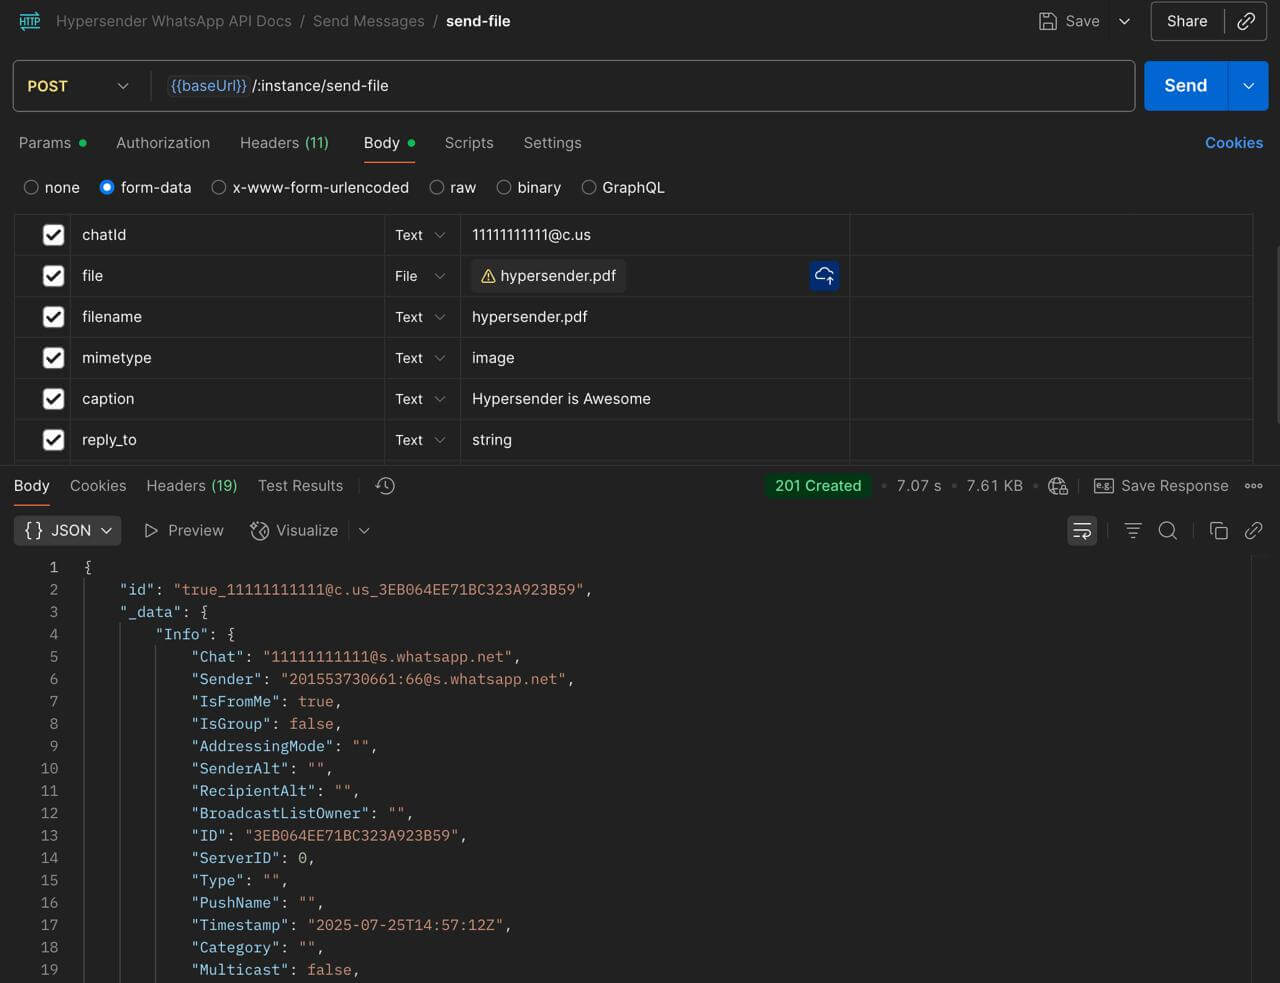 HTTP Hypersender WhatsApp API Docs / Send Messages / send-file Save Share
POST {{baseUrl}} /:instance/send-file Send
Params Authorization Headers (11) Body Scripts Settings Cookies
none form-data x-www-form-urlencoded raw binary GraphQL
chatId Text 11111111111@c.us
file File hypersender.pdf
filename Text hypersender.pdf
mimetype Text image
caption Text Hypersender is Awesome
reply_to Text string
Body Cookies Headers (19) Test Results 201 Created 7.07 s 7.61 KB e.g. Save Response
{} JSON Preview Visualize
1 {
2 "id": "true_11111111111@c.us_3EB064EE71BC323A923B59",
3 "_data": {
4 "Info": {
5 "Chat": "11111111111@s.whatsapp.net",
6 "Sender": "201553730661:66@s.whatsapp.net",
7 "IsFromMe": true,
8 "IsGroup": false,
9 "AddressingMode": "",
10 "SenderAlt": "",
11 "RecipientAlt": "",
12 "BroadcastListOwner": "",
13 "ID": "3EB064EE71BC323A923B59",
14 "ServerID": 0,
15 "Type": "",
16 "PushName": "",
17 "Timestamp": "2025-07-25T14:57:12Z",
18 "Category": "",
19 "Multicast": false,